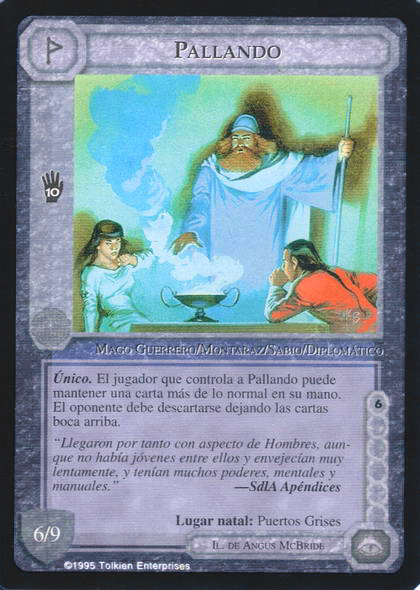 PALLANDO
10
MAGO GUERRERO/MONTARAZ/SABIO/DIPLOMÁTICO
Único. El jugador que controla a Pallando puede
mantener una carta más de lo normal en su mano.
El oponente debe descartarse dejando las cartas
boca arriba.
6
“Llegaron por tanto con aspecto de Hombres, aun-
que no había jóvenes entre ellos y envejecían muy
lentamente, y tenían muchos poderes, mentales y
manuales.” —SdlA Apéndices
Lugar natal: Puertos Grises
6/9
IL. DE ANGUS MCBRIDE
©1995 Tolkien Enterprises